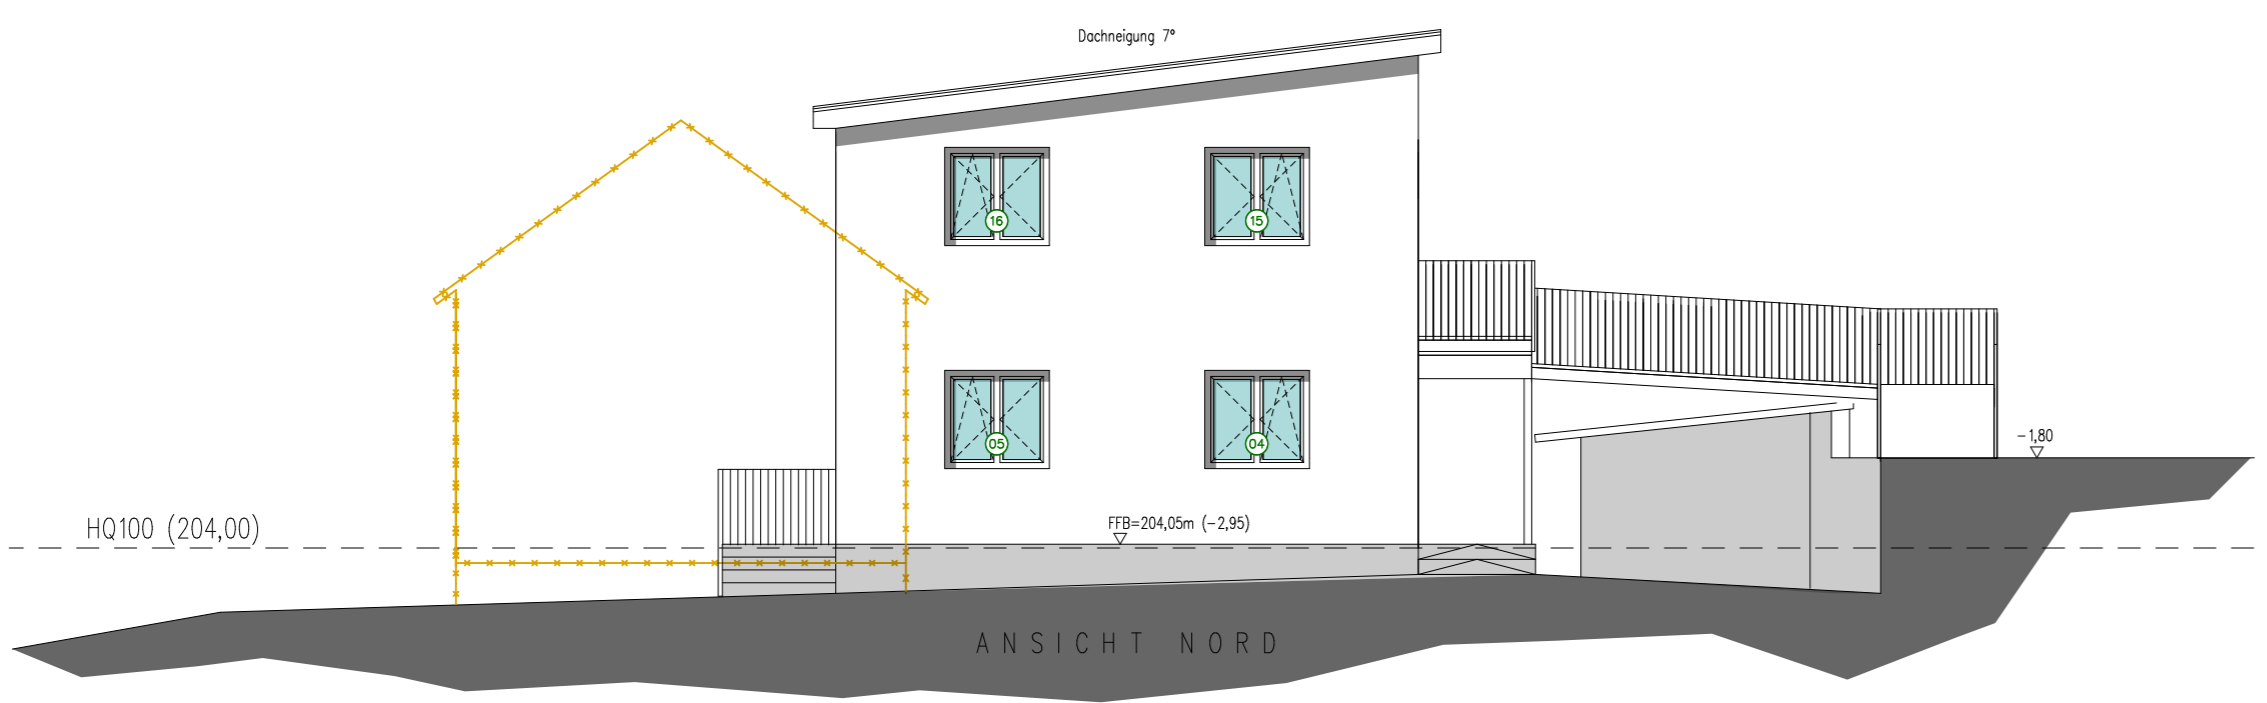 Dachneigung 7°
16
15
05
04
-1,80
HQ100 (204,00)
FFB=204,05m (-2,95)
ANSICHT NORD